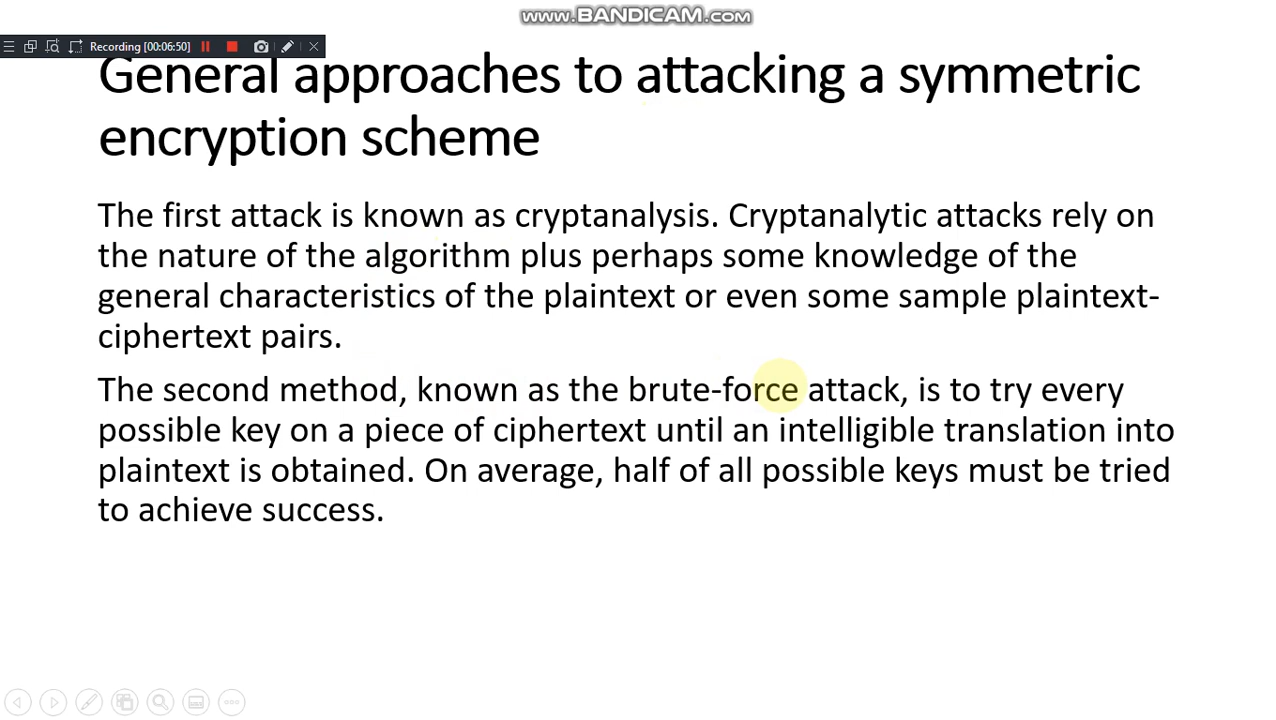 www.BANDICAM.com
Recording [00:06:50]
General approaches to attacking a symmetric
encryption scheme
The first attack is known as cryptanalysis. Cryptanalytic attacks rely on
the nature of the algorithm plus perhaps some knowledge of the
general characteristics of the plaintext or even some sample plaintext-
ciphertext pairs.
The second method, known as the brute-force attack, is to try every
possible key on a piece of ciphertext until an intelligible translation into
plaintext is obtained. On average, half of all possible keys must be tried
to achieve success.